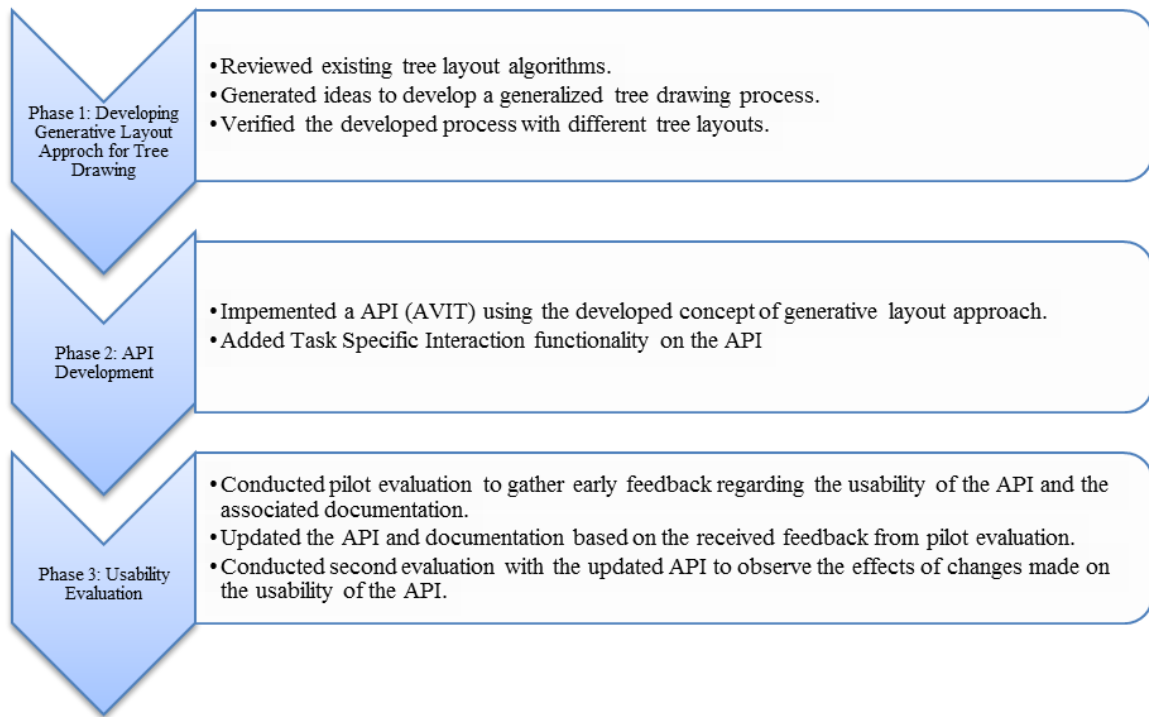 Phase 1: Developing
Generative Layout
Approch for Tree
Drawing
•Reviewed existing tree layout algorithms.
•Generated ideas to develop a generalized tree drawing process.
•Verified the developed process with different tree layouts.
Phase 2: API
Development
•Impemented a API (AVIT) using the developed concept of generative layout approach.
•Added Task Specific Interaction functionality on the API
Phase 3: Usability
Evaluation
•Conducted pilot evaluation to gather early feedback regarding the usability of the API and the
associated documentation.
•Updated the API and documentation based on the received feedback from pilot evaluation.
•Conducted second evaluation with the updated API to observe the effects of changes made on
the usability of the API.